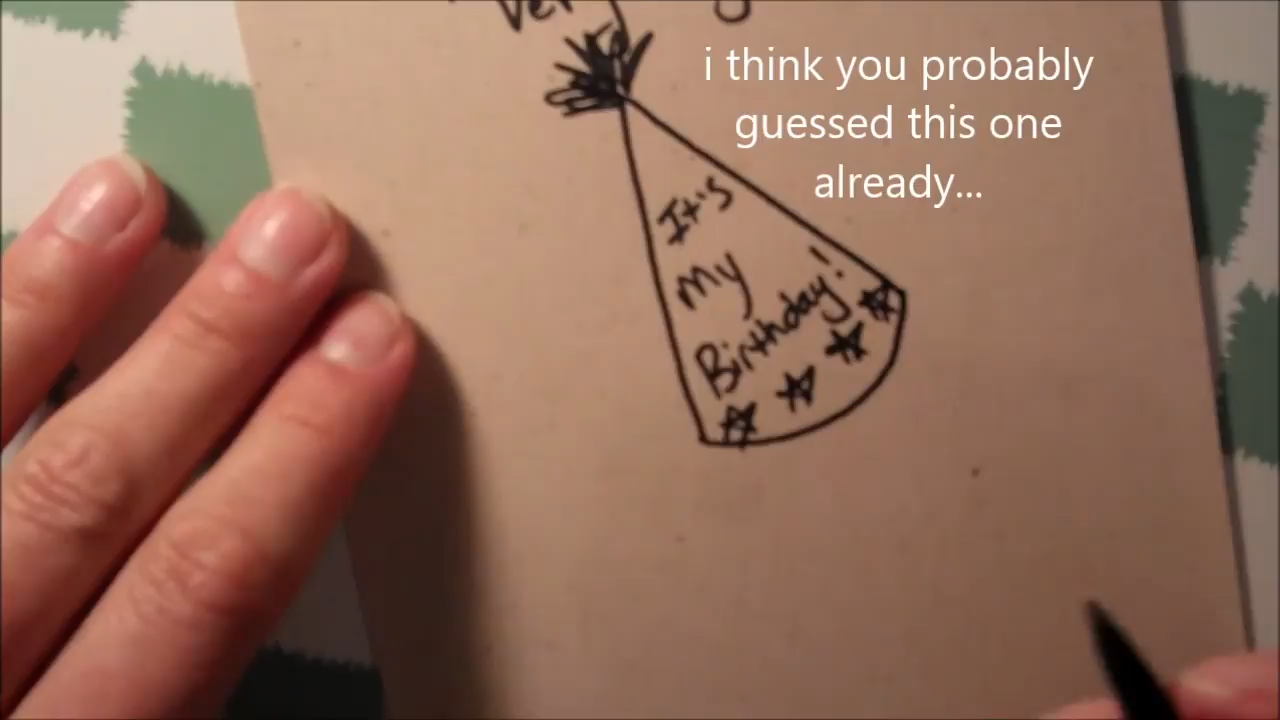 i think you probably
guessed this one
already...
It's
My
Birthday!